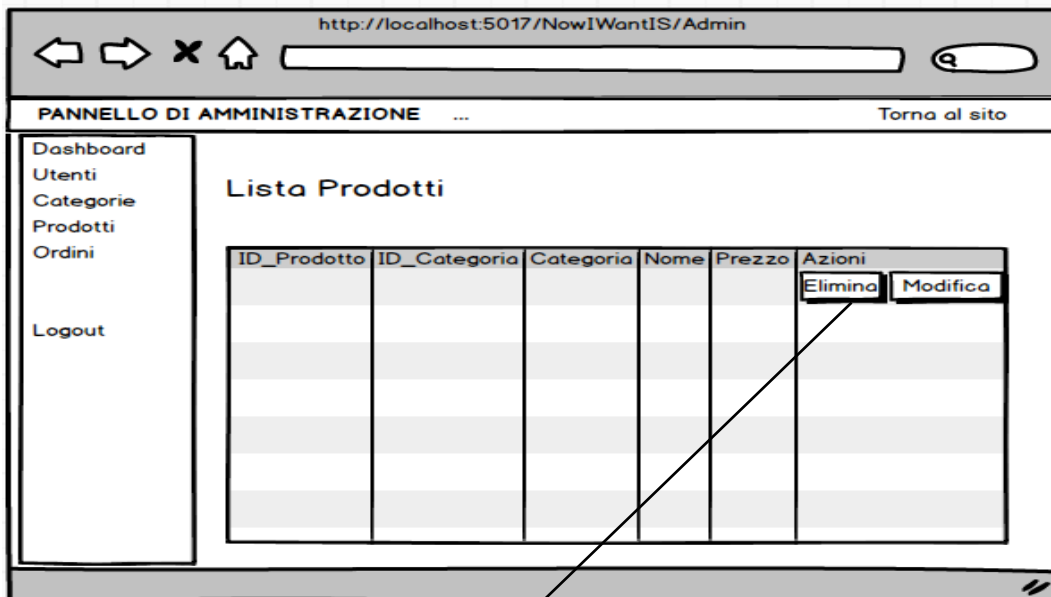 http://localhost:5017/NowIWantIS/Admin
PANNELLO DI AMMINISTRAZIONE ... Torna al sito
Dashboard
Utenti
Categorie
Prodotti
Ordini
Logout
Lista Prodotti
ID_Prodotto ID_Categoria Categoria Nome Prezzo Azioni
Elimina Modifica